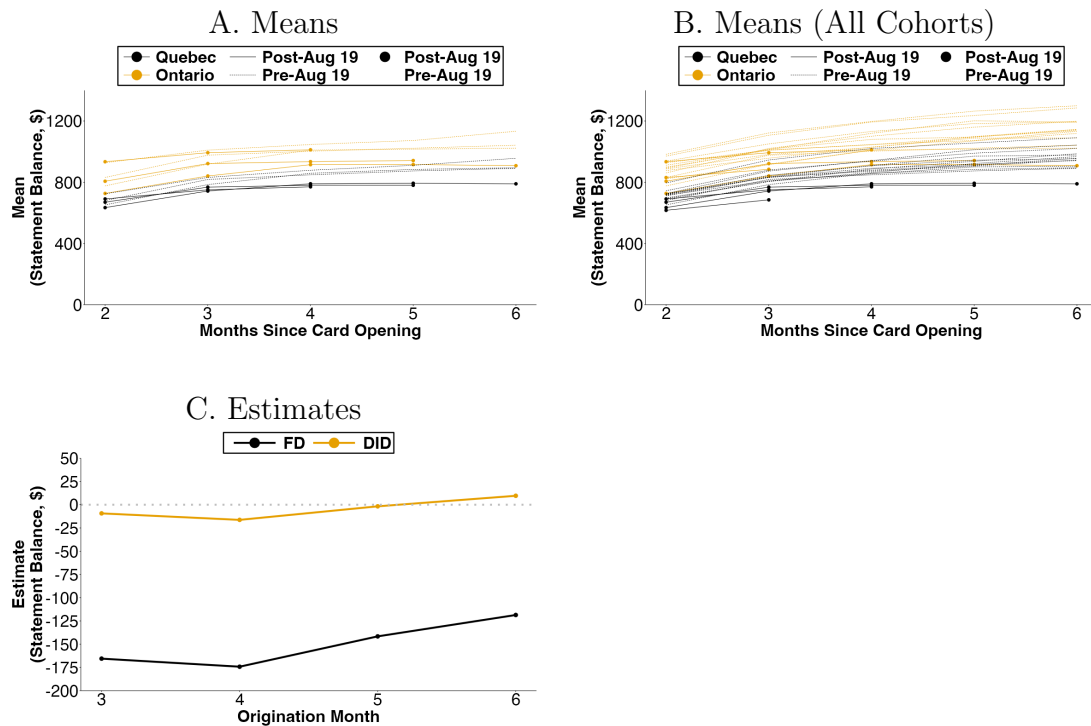 A. Means
Quebec Post-Aug 19 Post-Aug 19
Ontario Pre-Aug 19 Pre-Aug 19
Mean
(Statement Balance, $)
1200
800
400
0
2 3 4 5 6
Months Since Card Opening
B. Means (All Cohorts)
Quebec Post-Aug 19 Post-Aug 19
Ontario Pre-Aug 19 Pre-Aug 19
Mean
(Statement Balance, $)
1200
800
400
0
2 3 4 5 6
Months Since Card Opening
C. Estimates
FD DID
Estimate
(Statement Balance, $)
50
25
0
-25
-50
-75
-100
-125
-150
-175
-200
3 4 5 6
Origination Month